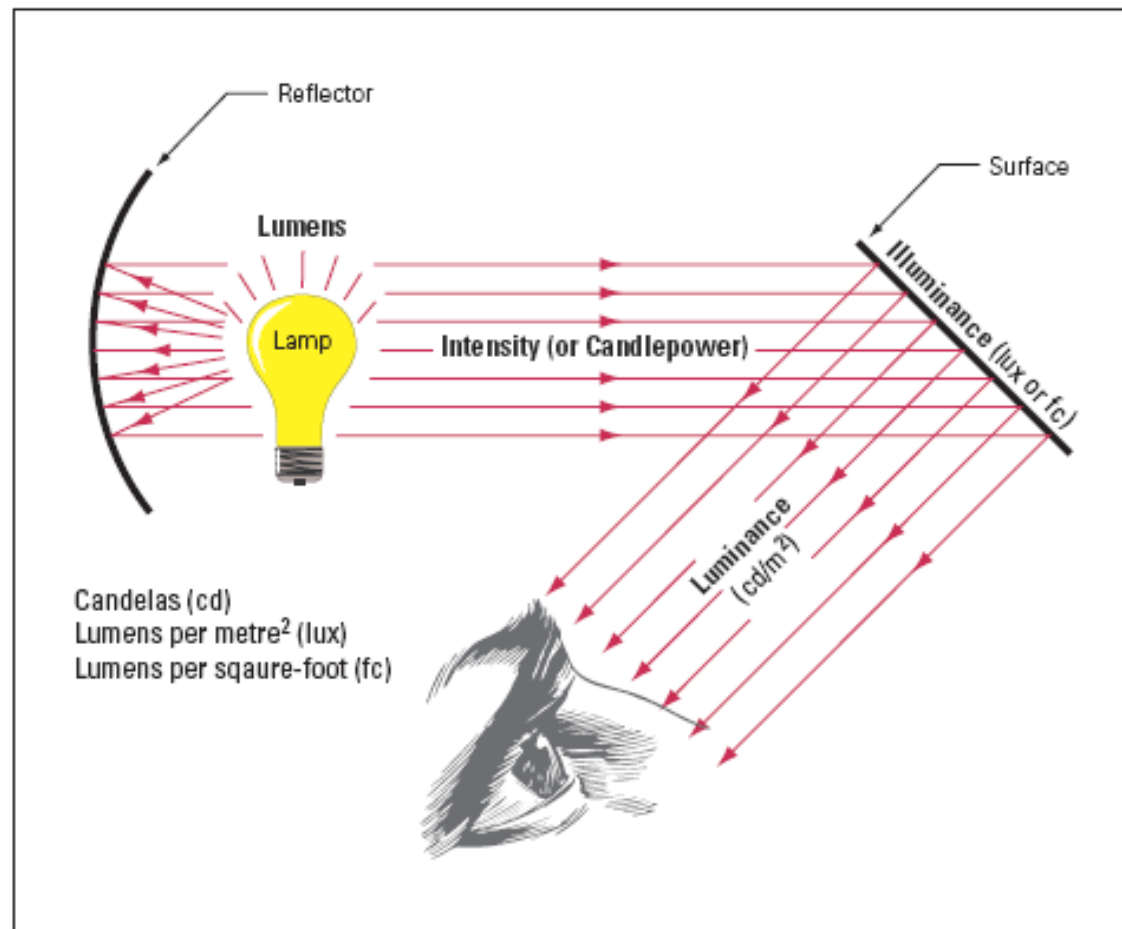 Reflector
Surface
Lumens
Lamp
Intensity (or Candlepower)
Illuminance (lux or fc)
Luminance
(cd/m²)
Candelas (cd)
Lumens per metre² (lux)
Lumens per sqaure-foot (fc)